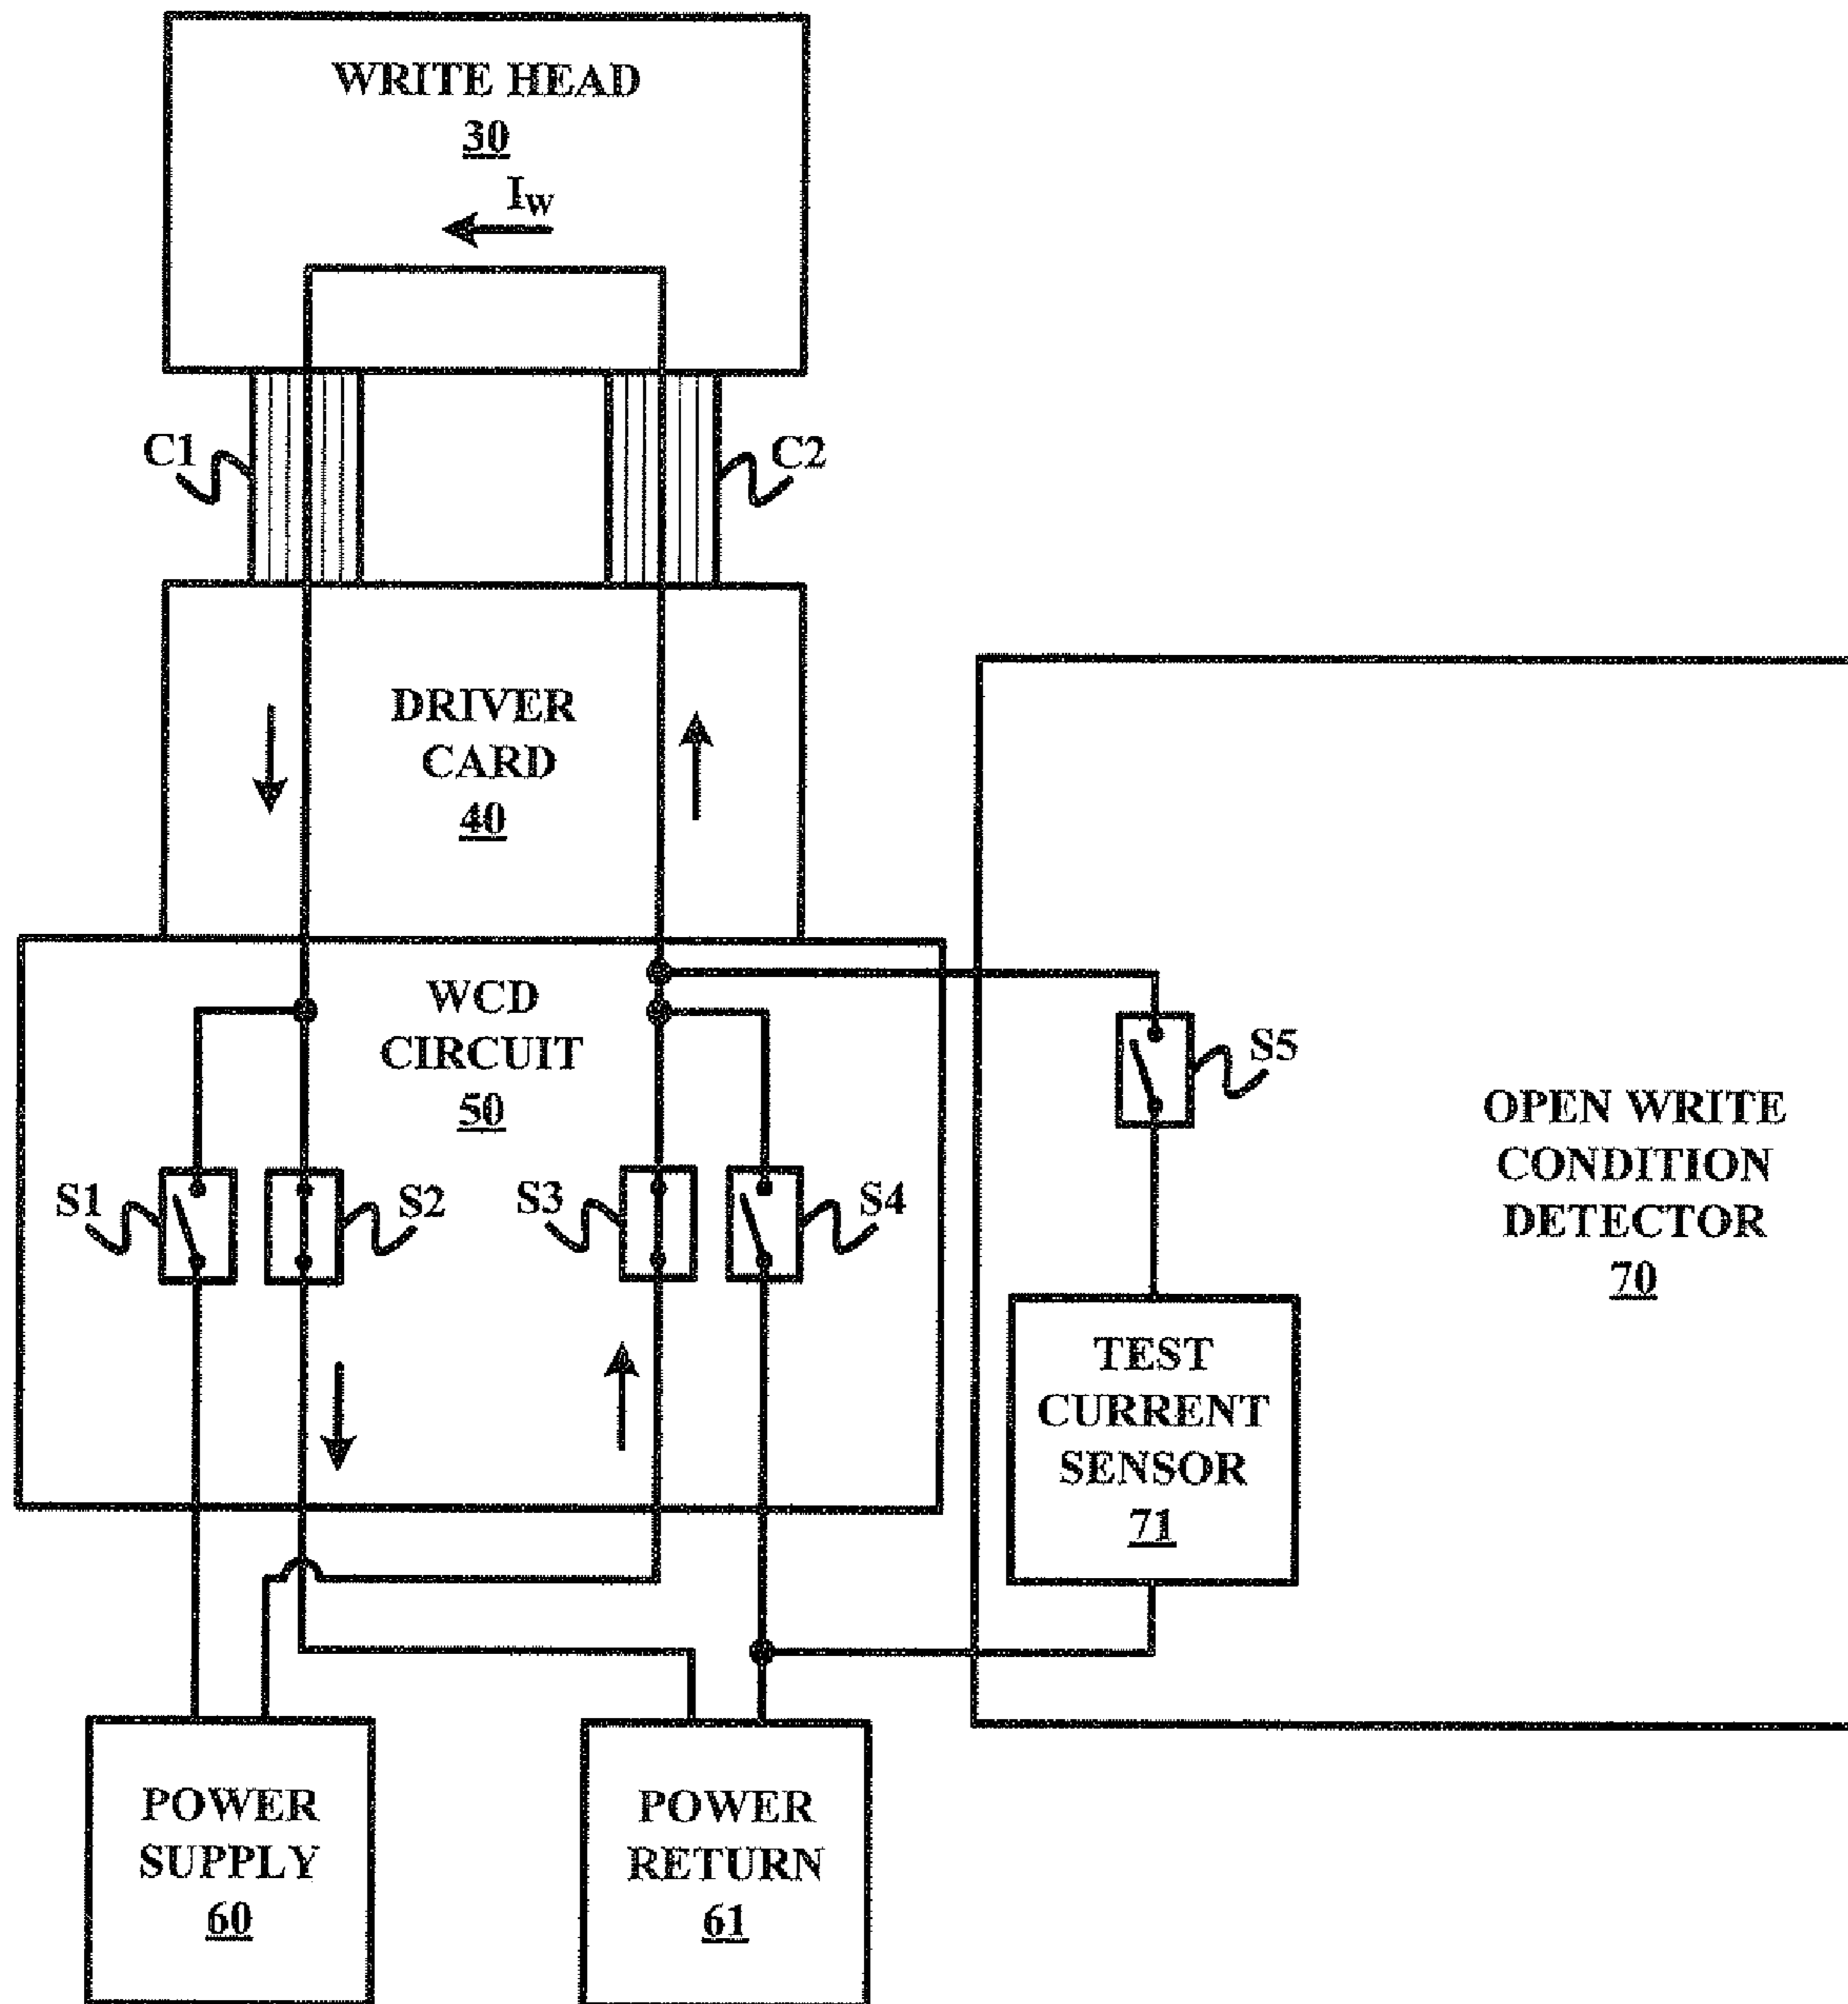 WRITE HEAD
30
IW
C1
C2
DRIVER
CARD
40
WCD
CIRCUIT
50
S1
S2
S3
S4
S5
OPEN WRITE
CONDITION
DETECTOR
70
TEST
CURRENT
SENSOR
71
POWER
SUPPLY
60
POWER
RETURN
61